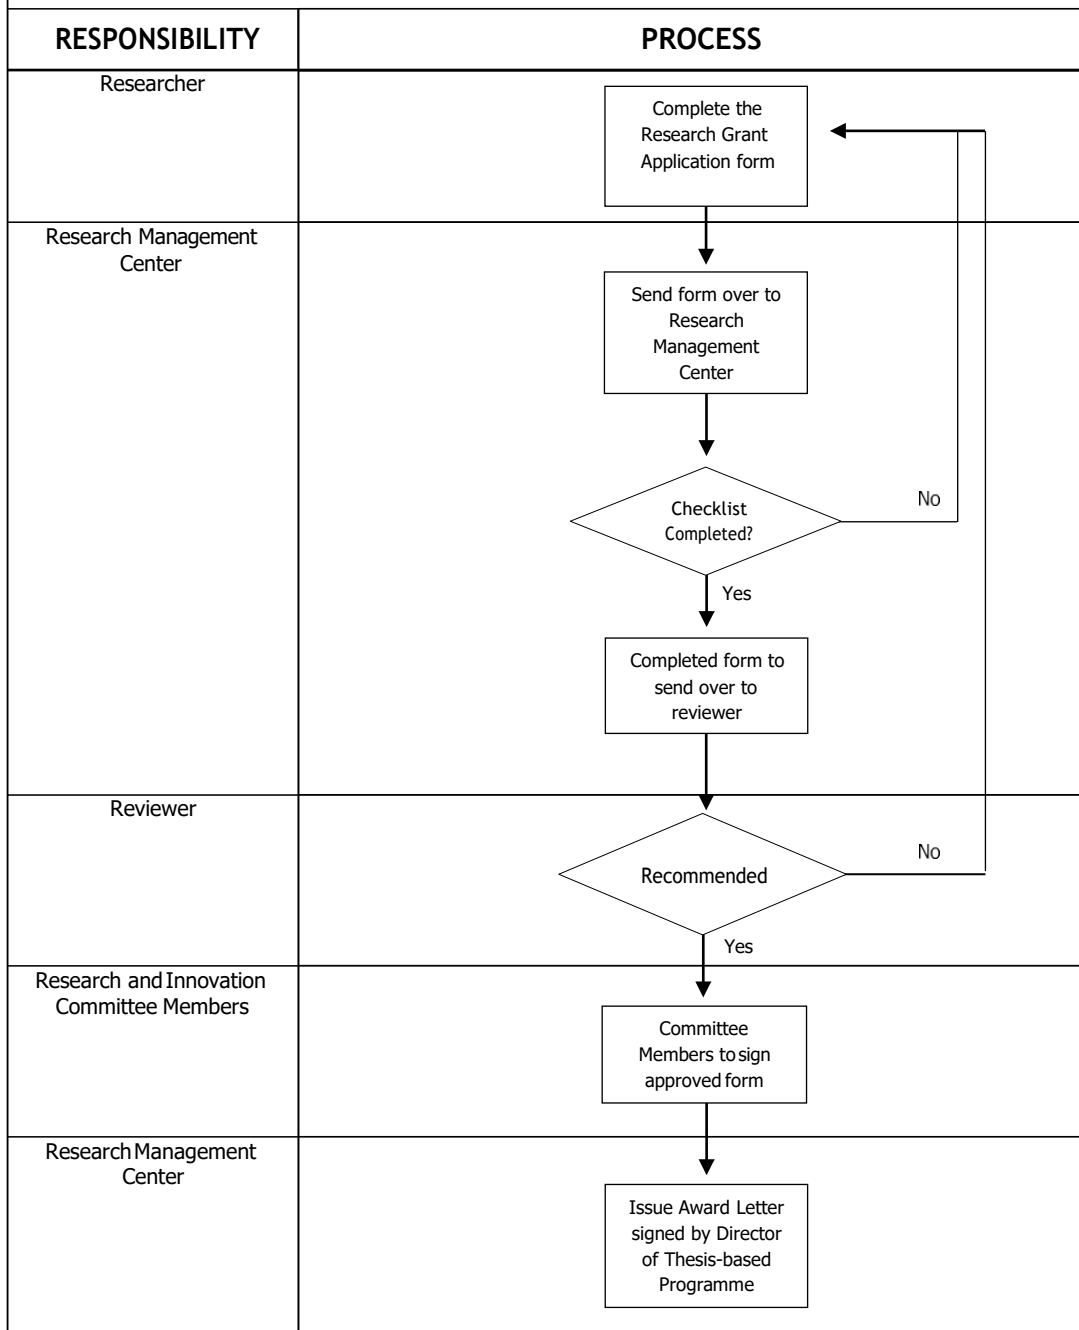 RESPONSIBILITY
PROCESS
Researcher
Complete the
Research Grant
Application form
Research Management
Center
Send form over to
Research
Management
Center
Checklist
Completed?
No
Yes
Completed form to
send over to
reviewer
Reviewer
Recommended
No
Yes
Research and Innovation
Committee Members
Committee
Members to sign
approved form
Research Management
Center
Issue Award Letter
signed by Director
of Thesis-based
Programme